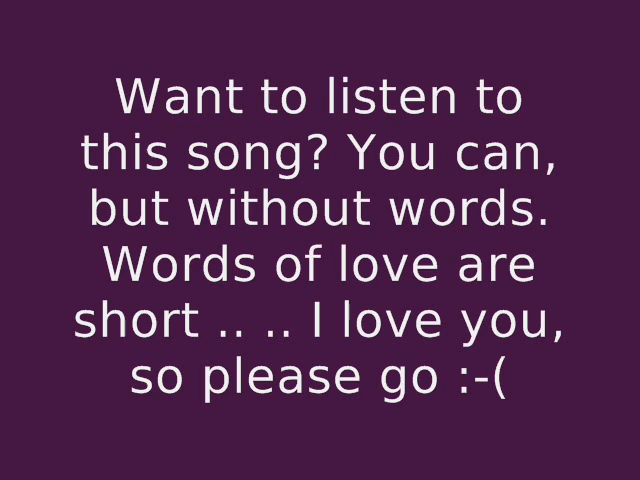 Want to listen to
this song? You can,
but without words.
Words of love are
short .. .. I love you,
so please go :-(